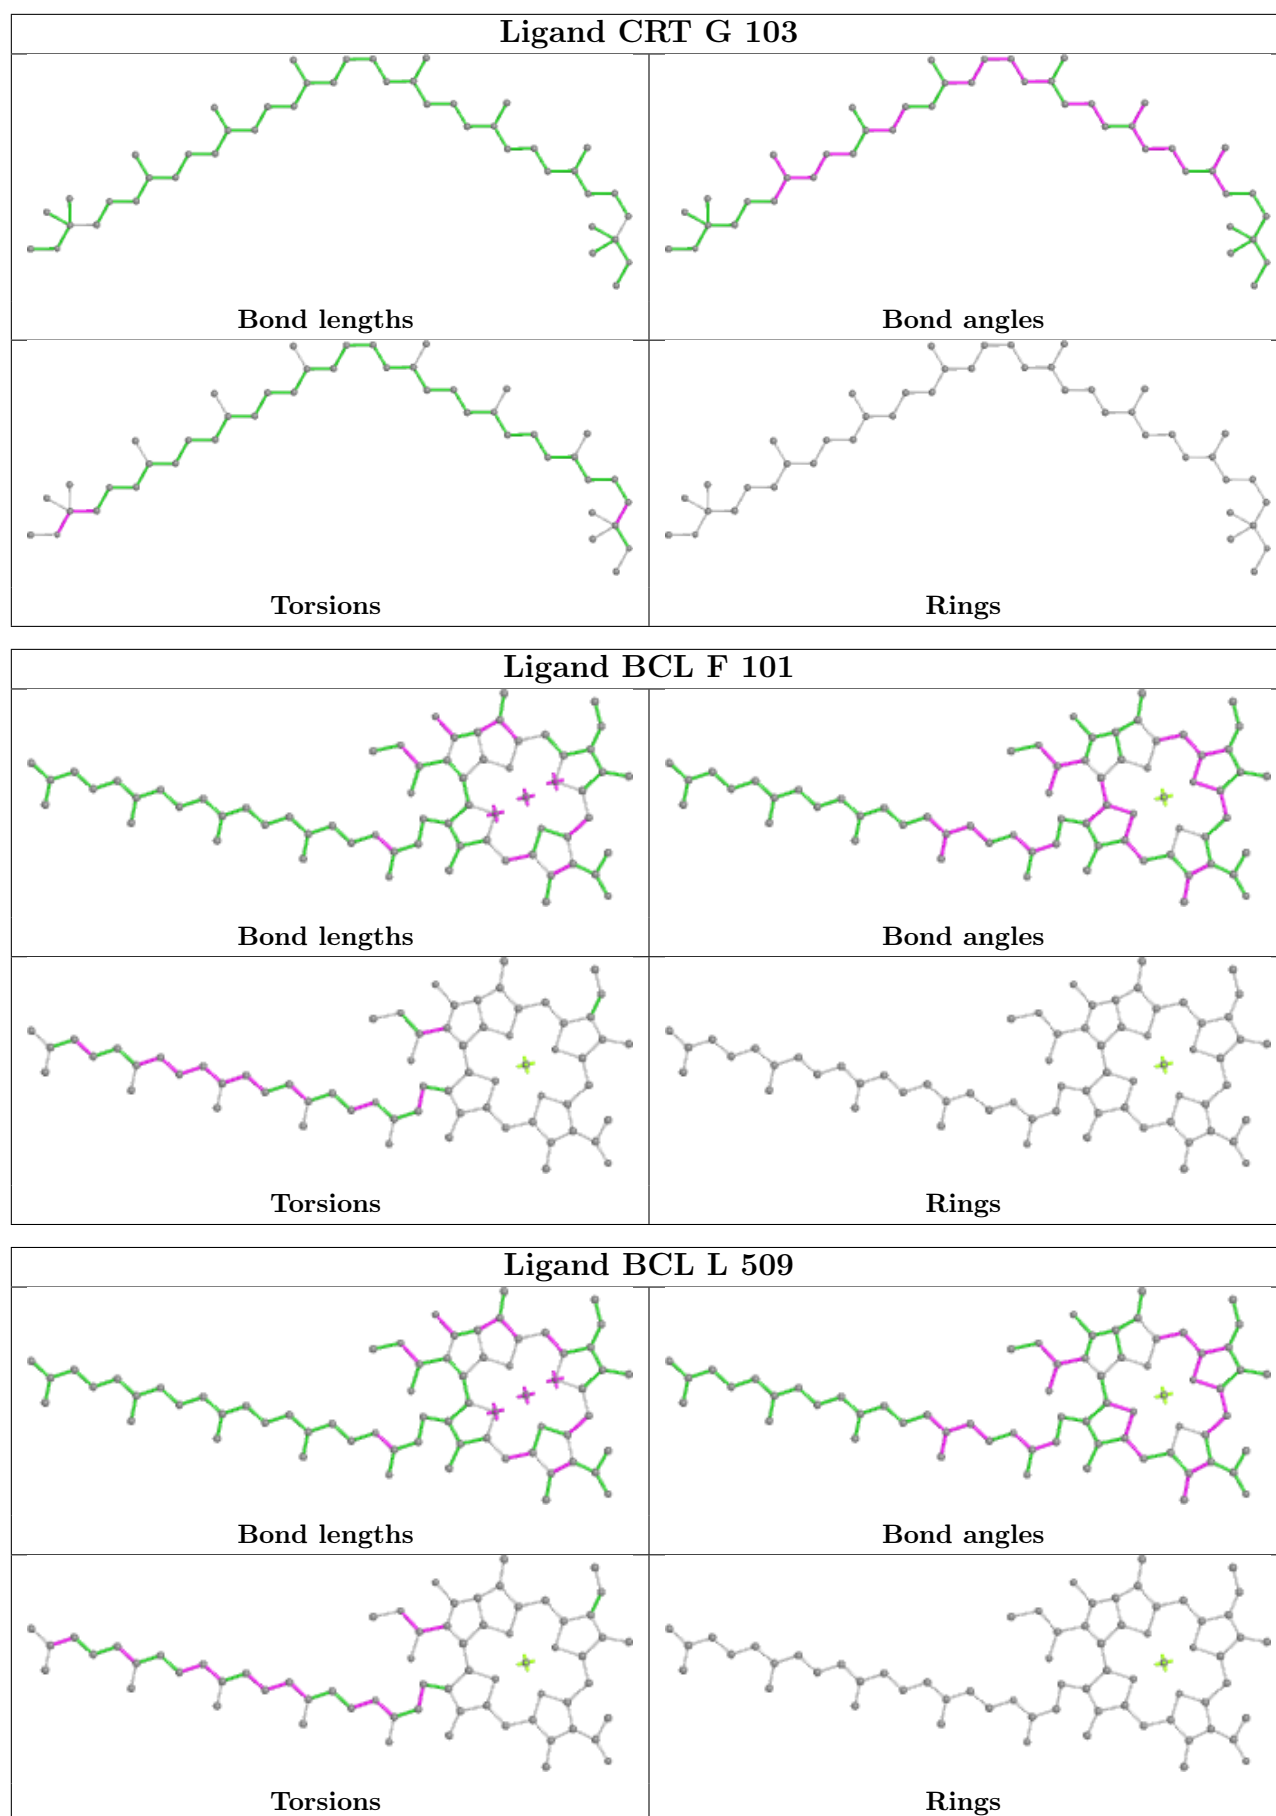 Ligand CRT G 103
Bond lengths
Bond angles
Torsions
Rings
Ligand BCL F 101
Bond lengths
Bond angles
Torsions
Rings
Ligand BCL L 509
Bond lengths
Bond angles
Torsions
Rings